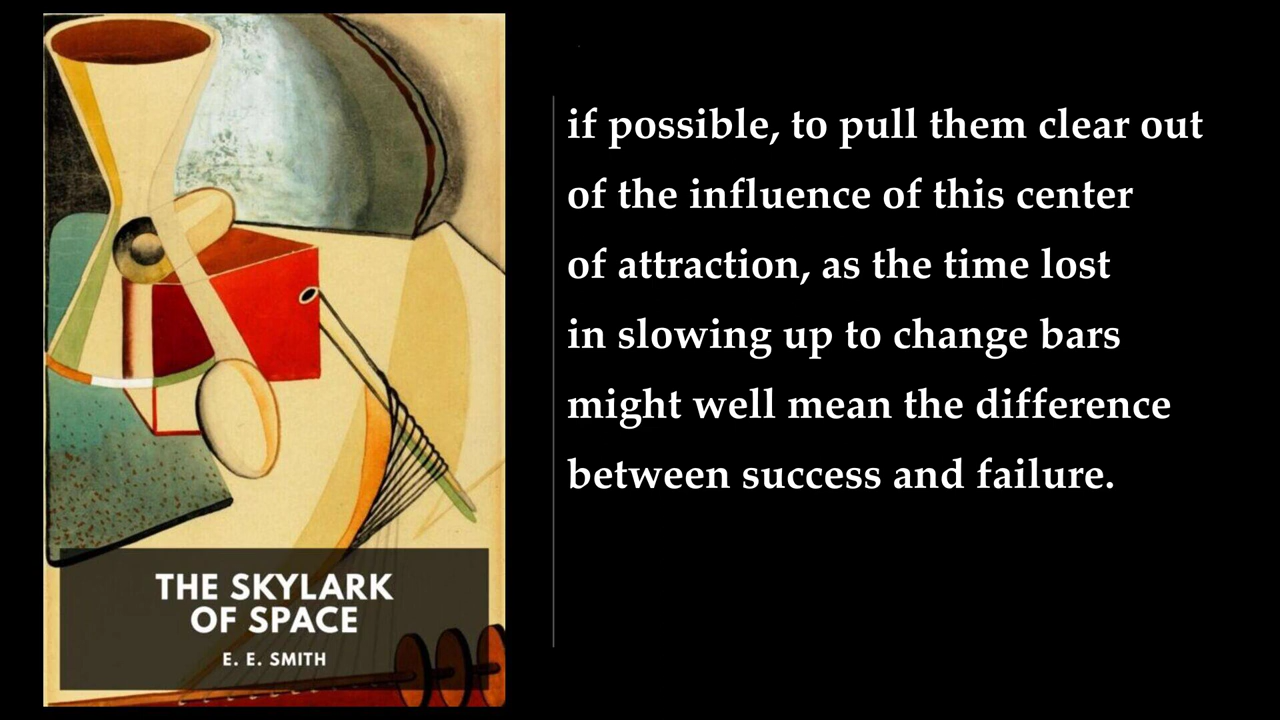 if possible, to pull them clear out
of the influence of this center
of attraction, as the time lost
in slowing up to change bars
might well mean the difference
between success and failure.
THE SKYLARK
OF SPACE
E. E. SMITH